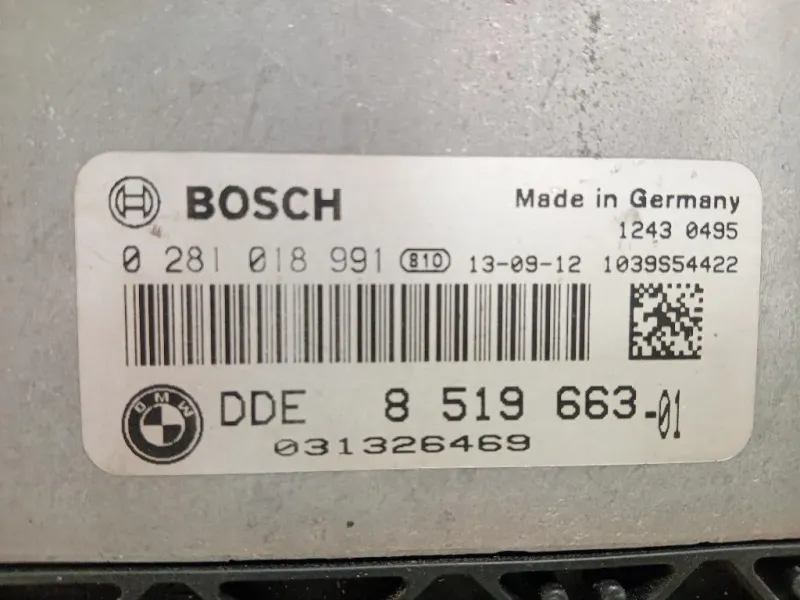 BOSCH
Made in Germany
1243 0495
0 281 018 991 810 13-09-12 1039S54422
BMW DDE 8 519 663-01
031326469